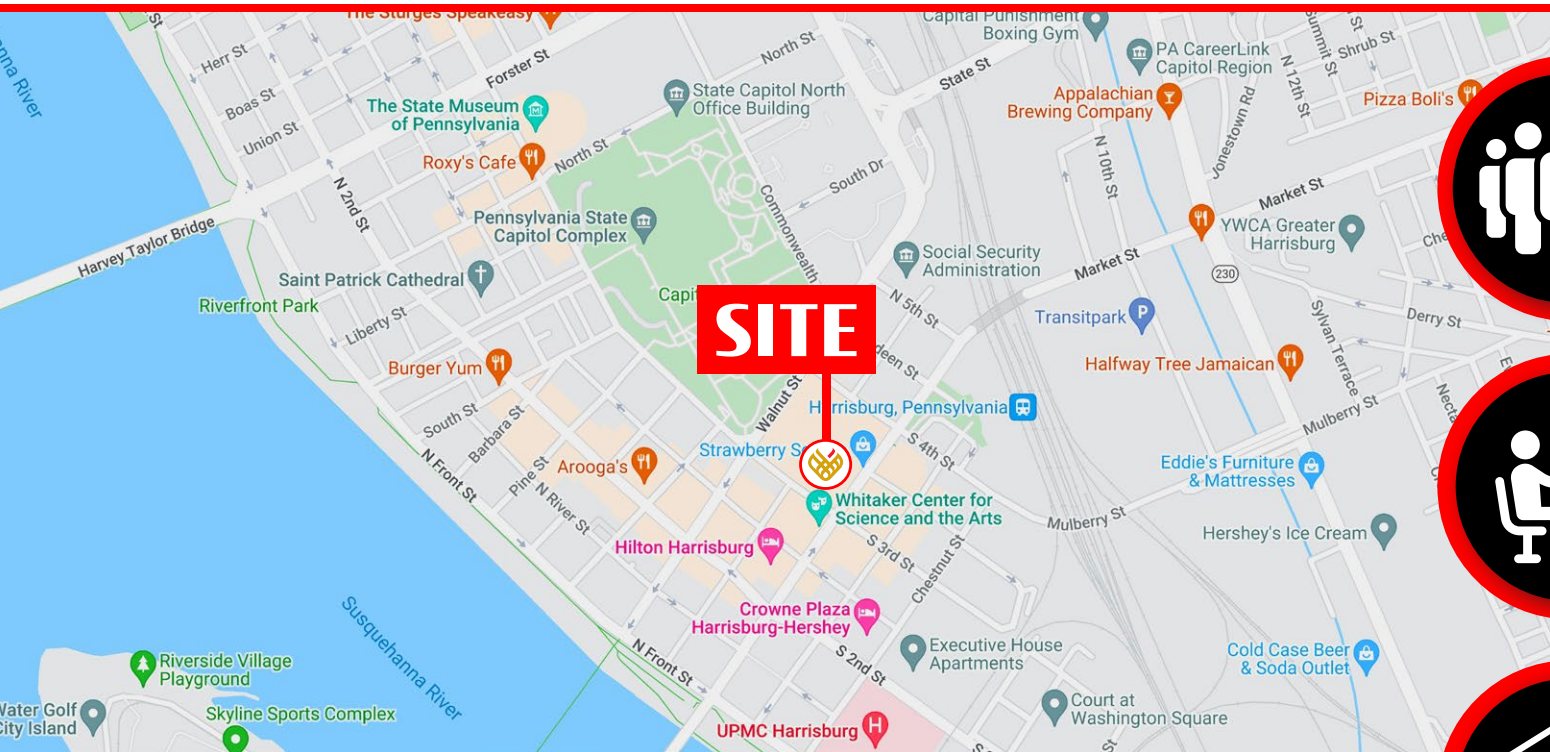 The Sturges Speakeasy
Capital Punishment
Boxing Gym
PA CareerLink
Capitol Region
Summit St
St
Shrub St
Herr St
Forster St
North St
State St
N 12th St
Jonestown Rd
Pizza Boli's
Boas St
The State Museum
of Pennsylvania
State Capitol North
Office Building
Appalachian
Brewing Company
Union St
Roxy's Cafe
North St
South Dr
N 10th St
Market St
N 2nd St
Pennsylvania State
Capitol Complex
Commonwealth
YWCA Greater
Harrisburg
Harvey Taylor Bridge
Social Security
Administration
Market St
230
Saint Patrick Cathedral
Riverfront Park
SITE
N 5th St
Transitpark
Sylvan Terrace
Derry St
Liberty St
Burger Yum
Halfway Tree Jamaican
Walnut St
Harrisburg, Pennsylvania
South St
Barbara St
Mulberry St
Strawberry
S 4th St
N Front St
Pine St
Arooga's
Eddie's Furniture
& Mattresses
N River St
Whitaker Center for
Science and the Arts
Mulberry St
Hershey's Ice Cream
Hilton Harrisburg
S 3rd St
Chestnut St
Susquehanna River
Crowne Plaza
Harrisburg-Hershey
Executive House
Apartments
Cold Case Beer
& Soda Outlet
N Front St
S 2nd St
Riverside Village
Playground
Court at
Washington Square
Water Golf
City Island
Skyline Sports Complex
UPMC Harrisburg
H